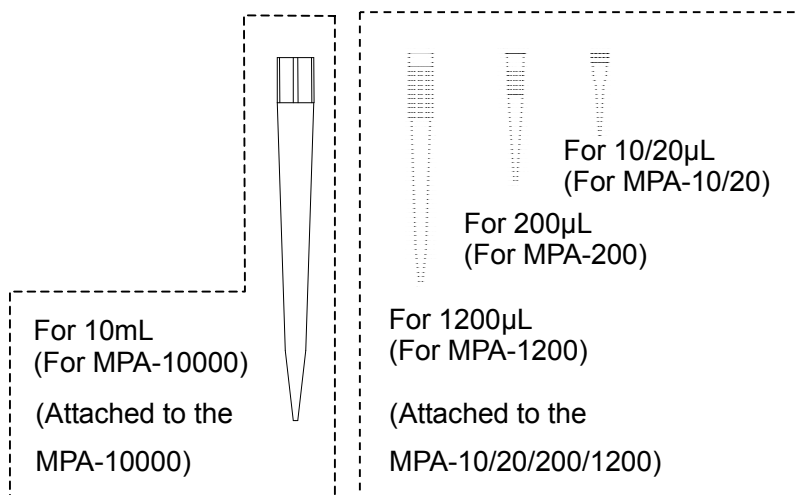 For 10mL
(For MPA-10000)
(Attached to the
MPA-10000)
For 10/20µL
(For MPA-10/20)
For 200µL
(For MPA-200)
For 1200µL
(For MPA-1200)
(Attached to the
MPA-10/20/200/1200)